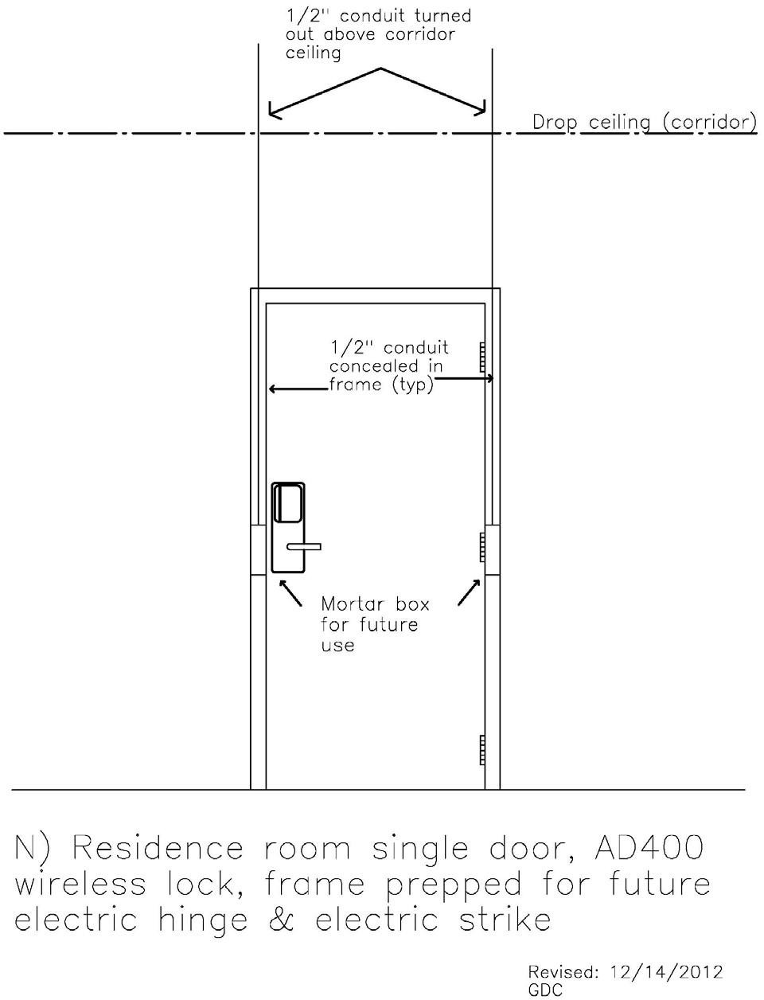 1/2" conduit turned
out above corridor
ceiling
Drop ceiling (corridor)
1/2" conduit
concealed in
frame (typ)
Mortar box
for future
use
N) Residence room single door, AD400
wireless lock, frame prepped for future
electric hinge & electric strike
Revised: 12/14/2012
GDC